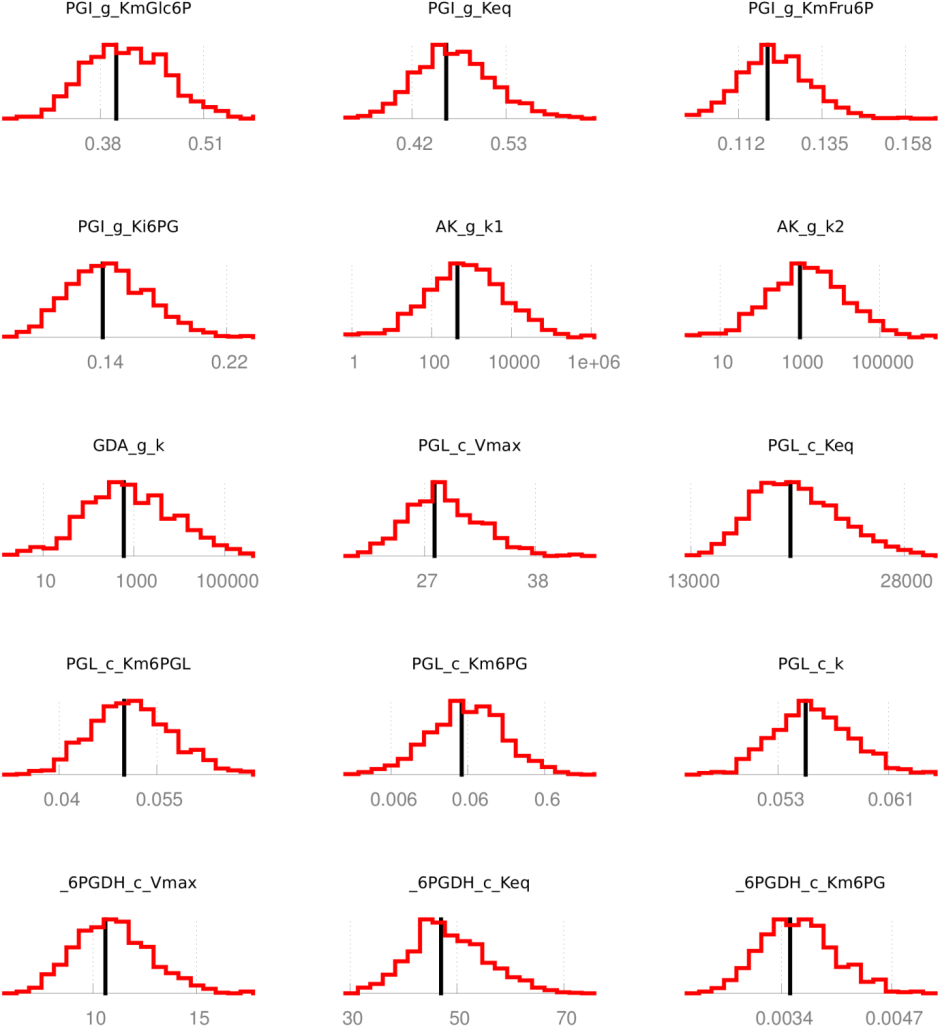 PGI_g_KmGlc6P PGI_g_Keq PGI_g_KmFru6P
0.38 0.51 0.42 0.53 0.112 0.135 0.158
PGI_g_Ki6PG AK_g_k1 AK_g_k2
0.14 0.22 1 100 10000 1e+06 10 1000 100000
GDA_g_k PGL_c_Vmax PGL_c_Keq
10 1000 100000 27 38 13000 28000
PGL_c_Km6PGL PGL_c_Km6PG PGL_c_k
0.04 0.055 0.006 0.06 0.6 0.053 0.061
_6PGDH_c_Vmax _6PGDH_c_Keq _6PGDH_c_Km6PG
10 15 30 50 70 0.0034 0.0047